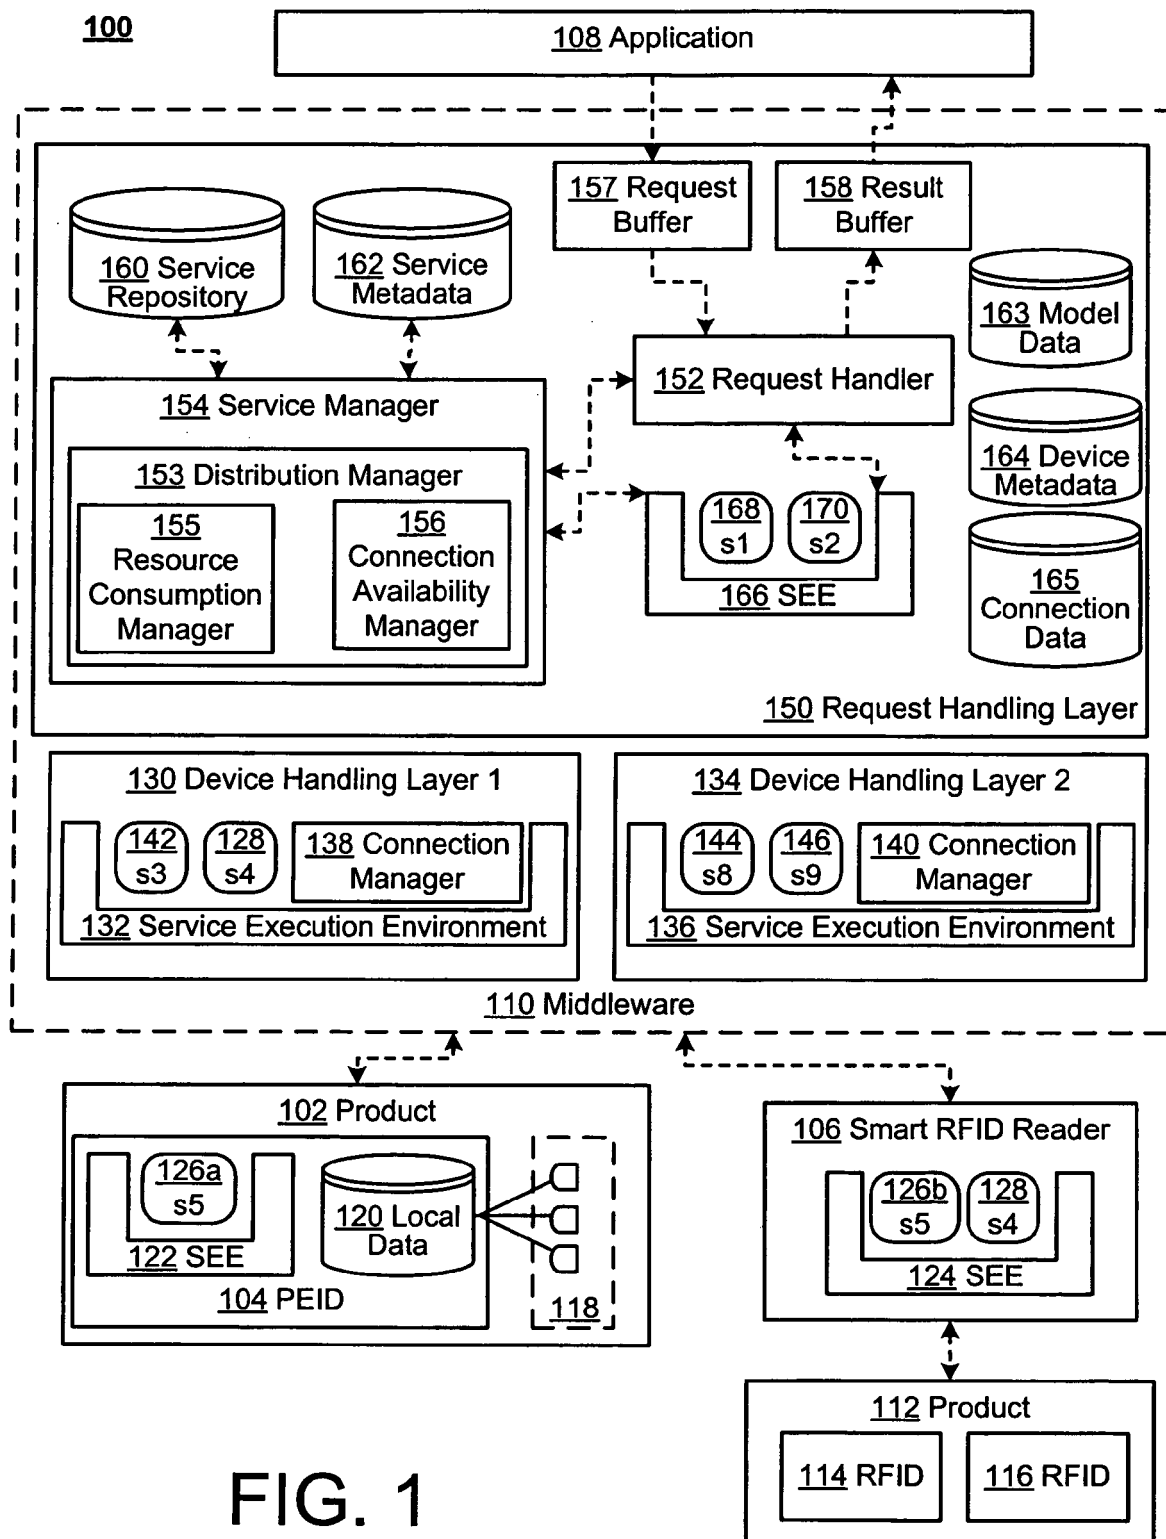 100
108 Application
157 Request
Buffer
158 Result
Buffer
160 Service
Repository
162 Service
Metadata
163 Model
Data
152 Request Handler
154 Service Manager
164 Device
Metadata
153 Distribution Manager
155
Resource
Consumption
Manager
156
Connection
Availability
Manager
168
s1
170
s2
166 SEE
165
Connection
Data
150 Request Handling Layer
130 Device Handling Layer 1
142
s3
128
s4
138 Connection
Manager
132 Service Execution Environment
134 Device Handling Layer 2
144
s8
146
s9
140 Connection
Manager
136 Service Execution Environment
110 Middleware
102 Product
126a
s5
122 SEE
120 Local
Data
104 PEID
118
106 Smart RFID Reader
126b
s5
128
s4
124 SEE
112 Product
114 RFID
116 RFID
FIG. 1